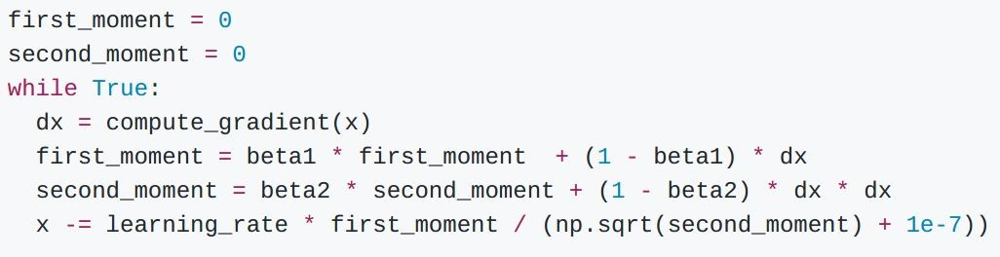 first_moment = 0
second_moment = 0
while True:
  dx = compute_gradient(x)
  first_moment = beta1 * first_moment  + (1 - beta1) * dx
  second_moment = beta2 * second_moment + (1 - beta2) * dx * dx
  x -= learning_rate * first_moment / (np.sqrt(second_moment) + 1e-7))